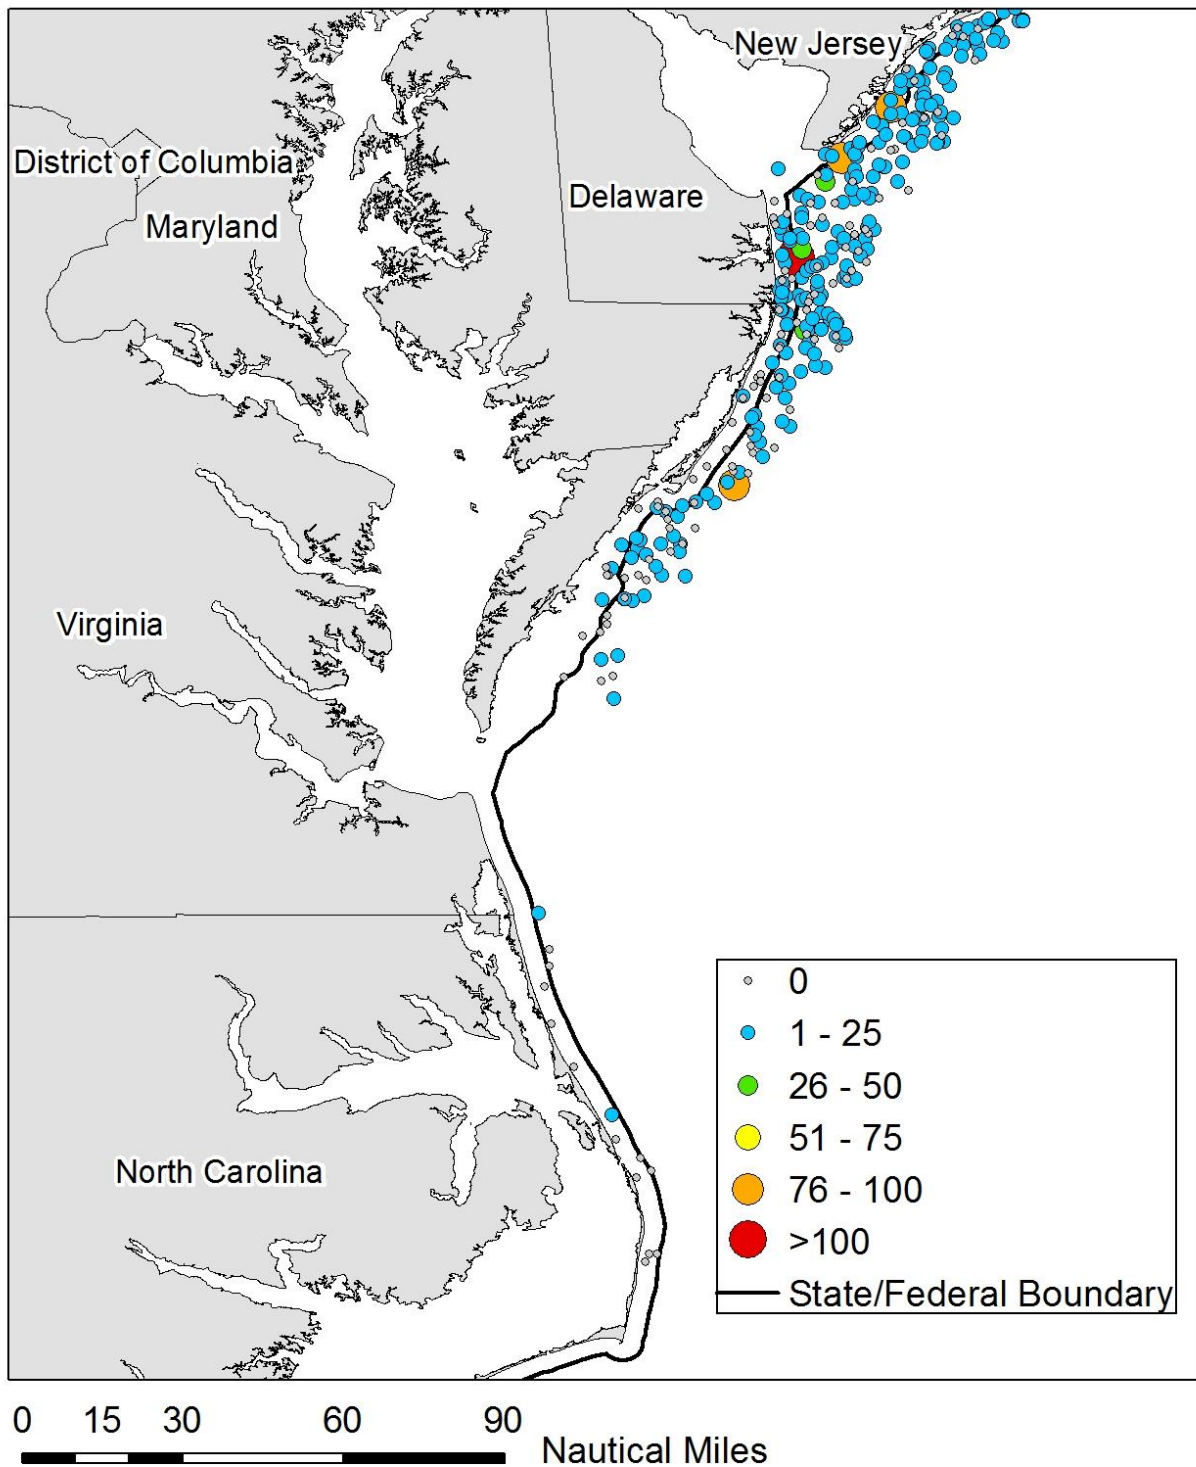 New Jersey
District of Columbia
Delaware
Maryland
Virginia
North Carolina
0
1 - 25
26 - 50
51 - 75
76 - 100
>100
State/Federal Boundary
0 15 30 60 90
Nautical Miles